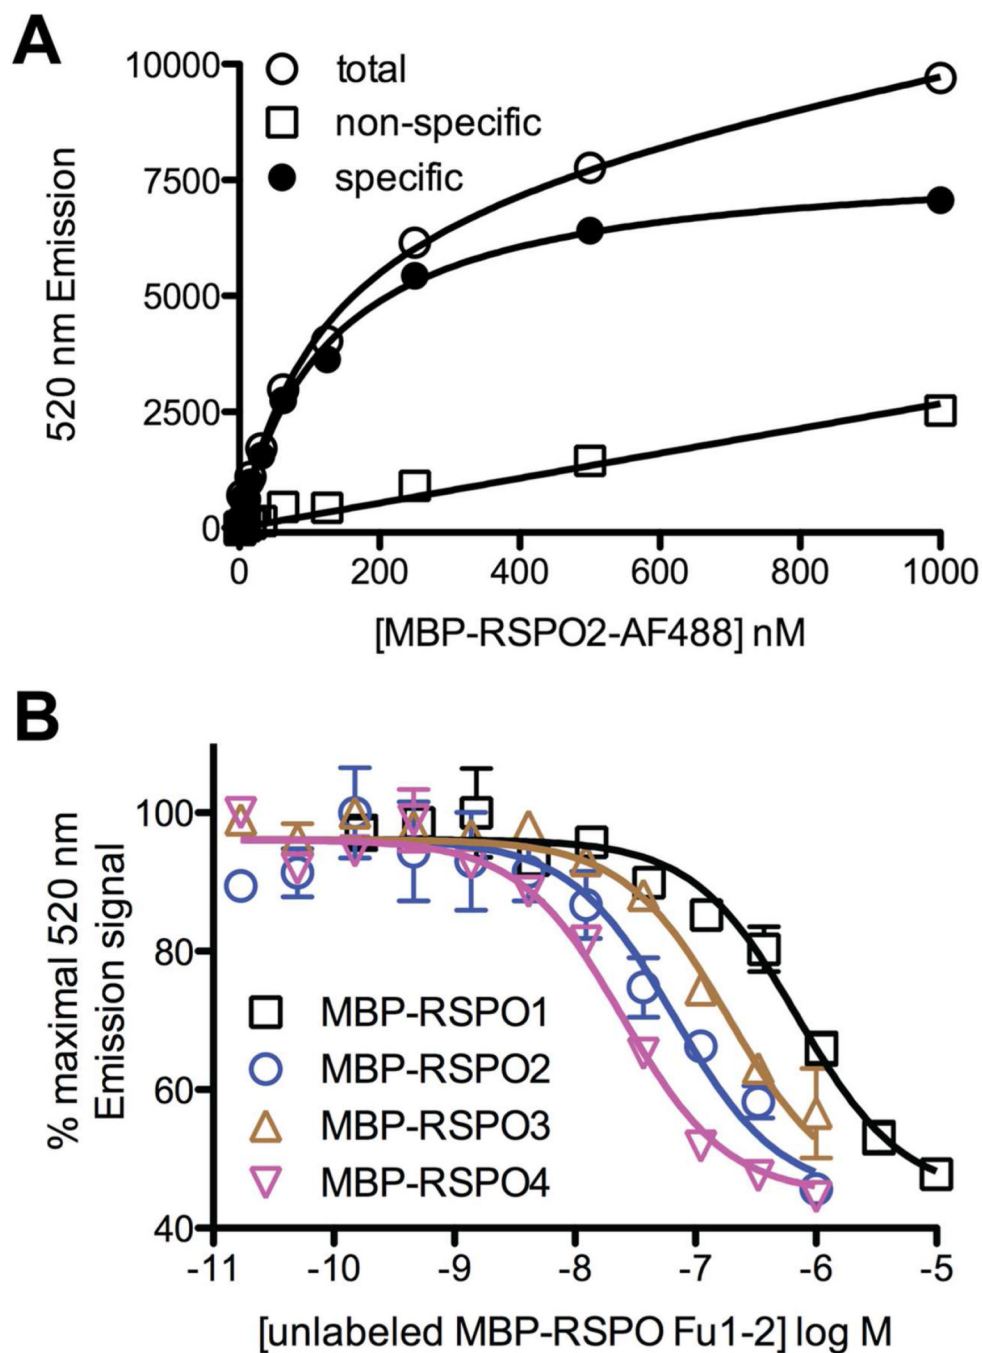 A
10000
7500
5000
2500
0
520 nm Emission
total
non-specific
specific
0 200 400 600 800 1000
[MBP-RSPO2-AF488] nM
B
100
80
60
40
% maximal 520 nm
Emission signal
MBP-RSPO1
MBP-RSPO2
MBP-RSPO3
MBP-RSPO4
-11 -10 -9 -8 -7 -6 -5
[unlabeled MBP-RSPO Fu1-2] log M